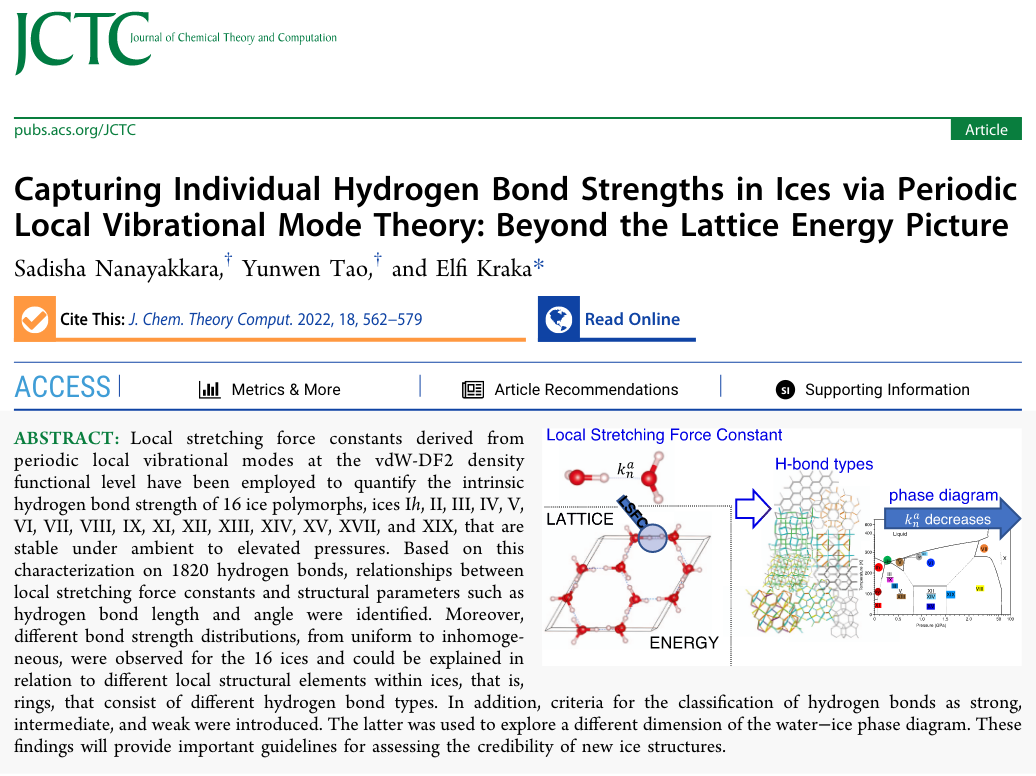 JCTC
Journal of Chemical Theory and Computation
pubs.acs.org/JCTC
Article
Capturing Individual Hydrogen Bond Strengths in Ices via Periodic
Local Vibrational Mode Theory: Beyond the Lattice Energy Picture
Sadisha Nanayakkara,† Yunwen Tao,† and Elfi Kraka*
Cite This: J. Chem. Theory Comput. 2022, 18, 562–579
Read Online
ACCESS
Metrics & More
Article Recommendations
SI Supporting Information
ABSTRACT: Local stretching force constants derived from
periodic local vibrational modes at the vdW-DF2 density
functional level have been employed to quantify the intrinsic
hydrogen bond strength of 16 ice polymorphs, ices Ih, II, III, IV, V,
VI, VII, VIII, IX, XI, XII, XIII, XIV, XV, XVII, and XIX, that are
stable under ambient to elevated pressures. Based on this
characterization on 1820 hydrogen bonds, relationships between
local stretching force constants and structural parameters such as
hydrogen bond length and angle were identified. Moreover,
different bond strength distributions, from uniform to inhomoge-
neous, were observed for the 16 ices and could be explained in
relation to different local structural elements within ices, that is,
rings, that consist of different hydrogen bond types. In addition, criteria for the classification of hydrogen bonds as strong,
intermediate, and weak were introduced. The latter was used to explore a different dimension of the water−ice phase diagram. These
findings will provide important guidelines for assessing the credibility of new ice structures.
Local Stretching Force Constant
kₙᵃ
LSFC
LATTICE
ENERGY
H-bond types
phase diagram
kₙᵃ decreases
Liquid
VIII
X
Pressure (GPa)